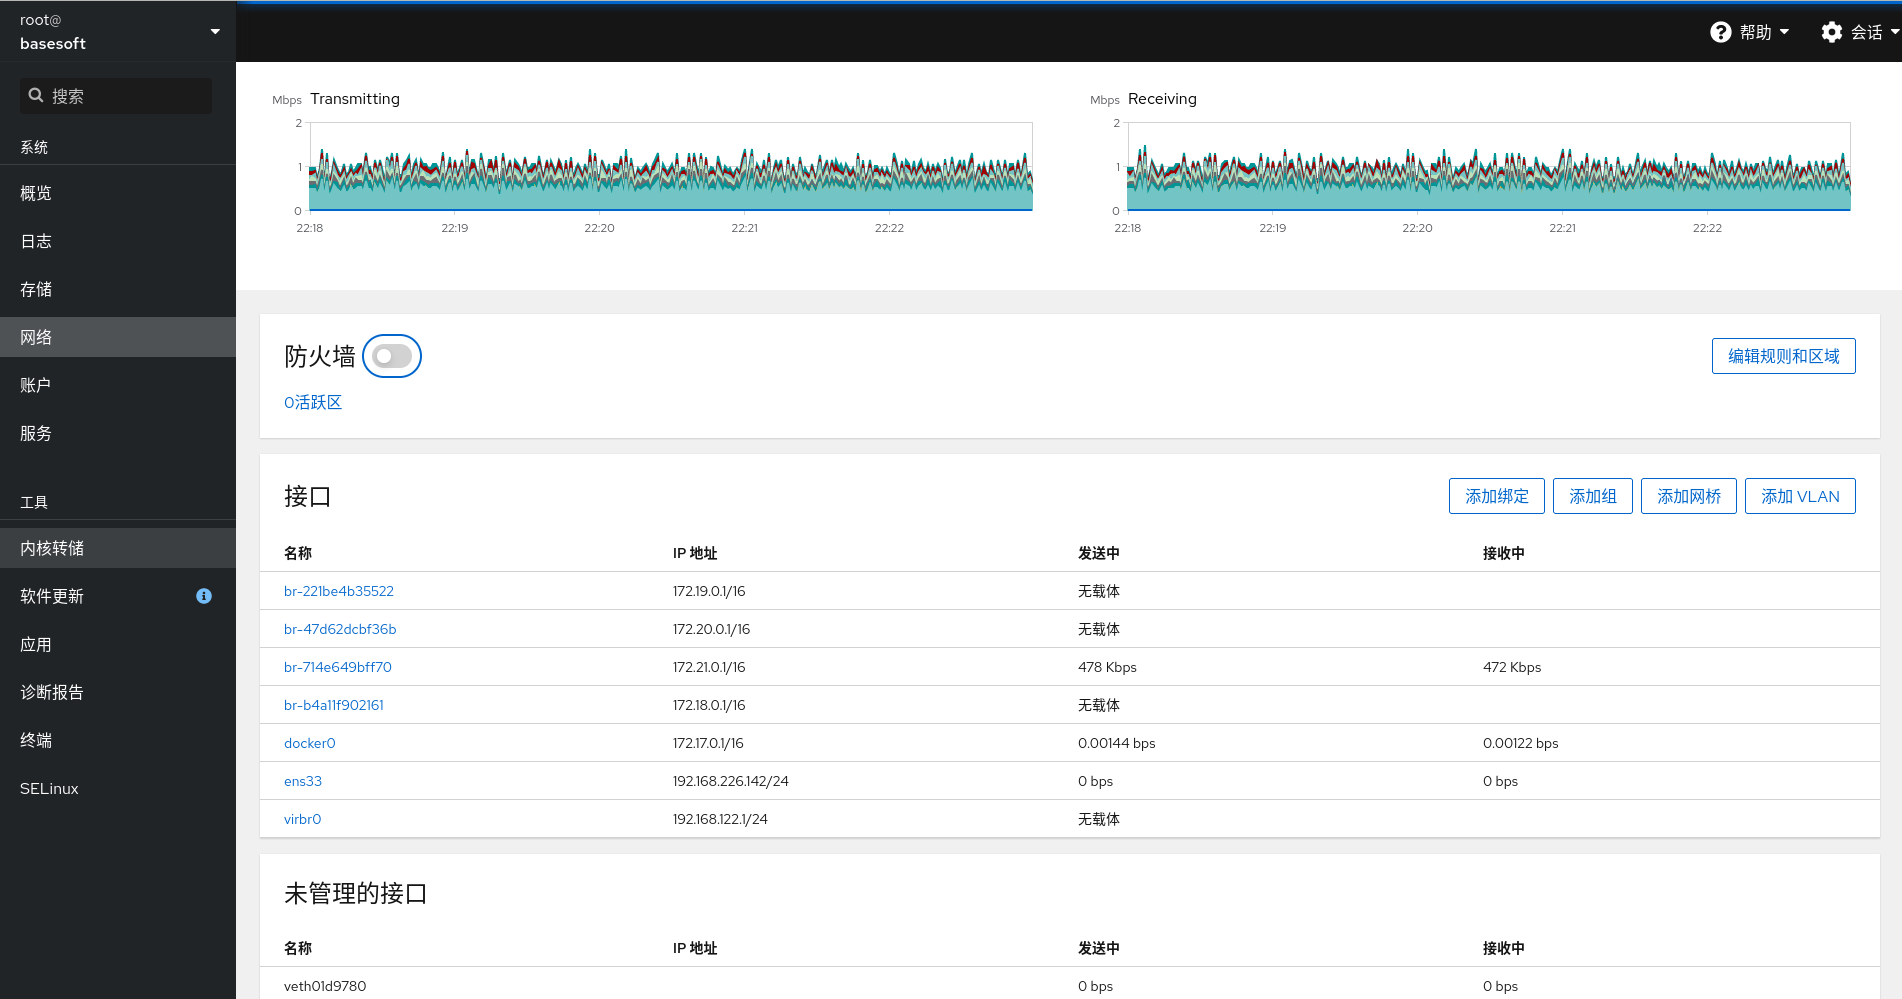 root@
basesoft
帮助
会话
搜索
系统
概览
日志
存储
网络
账户
服务
工具
内核转储
软件更新
应用
诊断报告
终端
SELinux
Mbps Transmitting
2
1
0
22:18 22:19 22:20 22:21 22:22
Mbps Receiving
2
1
0
22:18 22:19 22:20 22:21 22:22
防火墙
编辑规则和区域
0活跃区
接口
添加绑定 添加组 添加网桥 添加 VLAN
名称 IP 地址 发送中 接收中
br-221be4b35522 172.19.0.1/16 无载体
br-47d62dcbf36b 172.20.0.1/16 无载体
br-714e649bff70 172.21.0.1/16 478 Kbps 472 Kbps
br-b4a11f902161 172.18.0.1/16 无载体
docker0 172.17.0.1/16 0.00144 bps 0.00122 bps
ens33 192.168.226.142/24 0 bps 0 bps
virbr0 192.168.122.1/24 无载体
未管理的接口
名称 IP 地址 发送中 接收中
veth01d9780 0 bps 0 bps